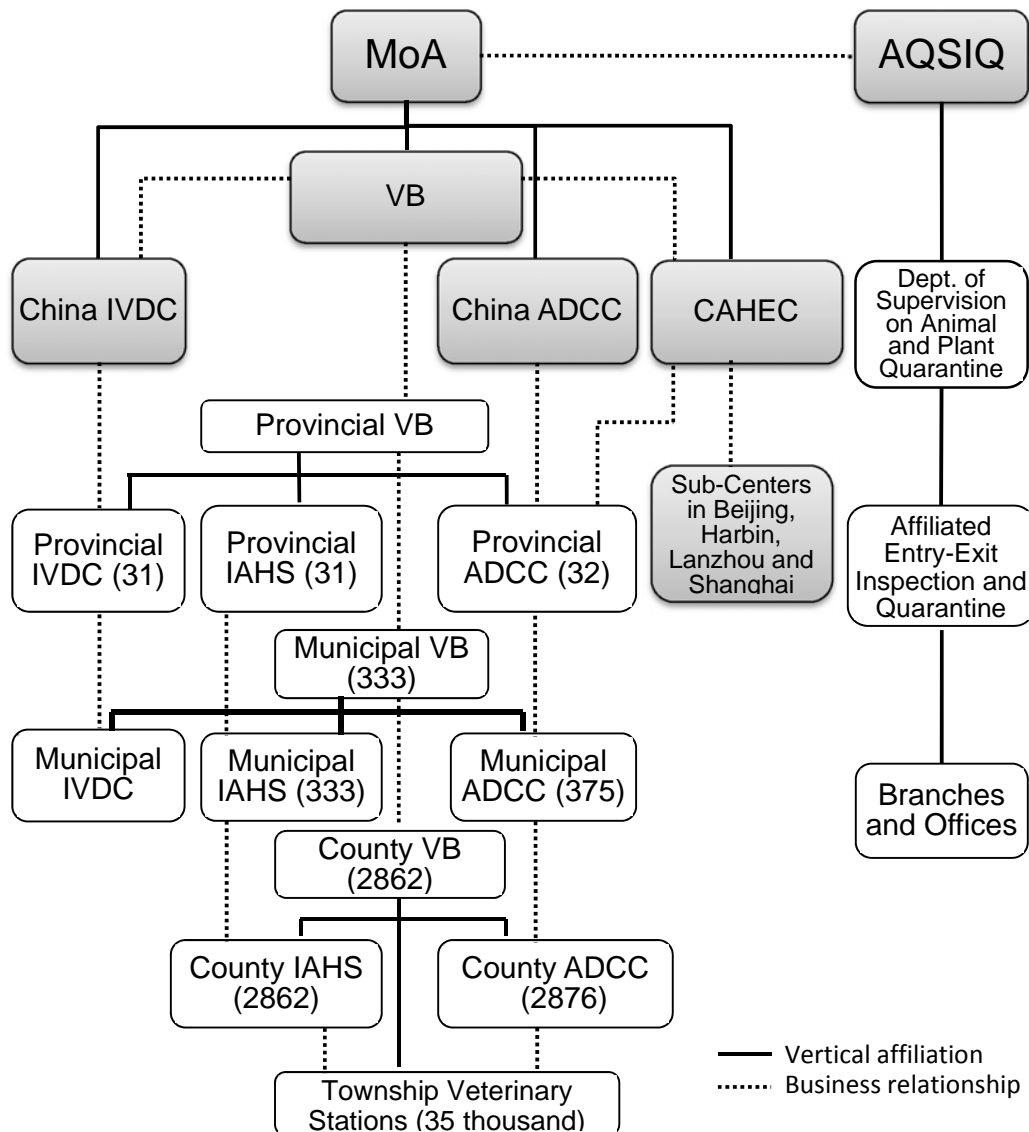 MoA
AQSIQ
VB
China IVDC
China ADCC
CAHEC
Dept. of
Supervision
on Animal
and Plant
Quarantine
Provincial VB
Provincial
IVDC (31)
Provincial
IAHS (31)
Provincial
ADCC (32)
Sub-Centers
in Beijing,
Harbin,
Lanzhou and
Shanghai
Affiliated
Entry-Exit
Inspection and
Quarantine
Municipal VB
(333)
Municipal
IVDC
Municipal
IAHS (333)
Municipal
ADCC (375)
Branches
and Offices
County VB
(2862)
County IAHS
(2862)
County ADCC
(2876)
Township Veterinary
Stations (35 thousand)
Vertical affiliation
Business relationship